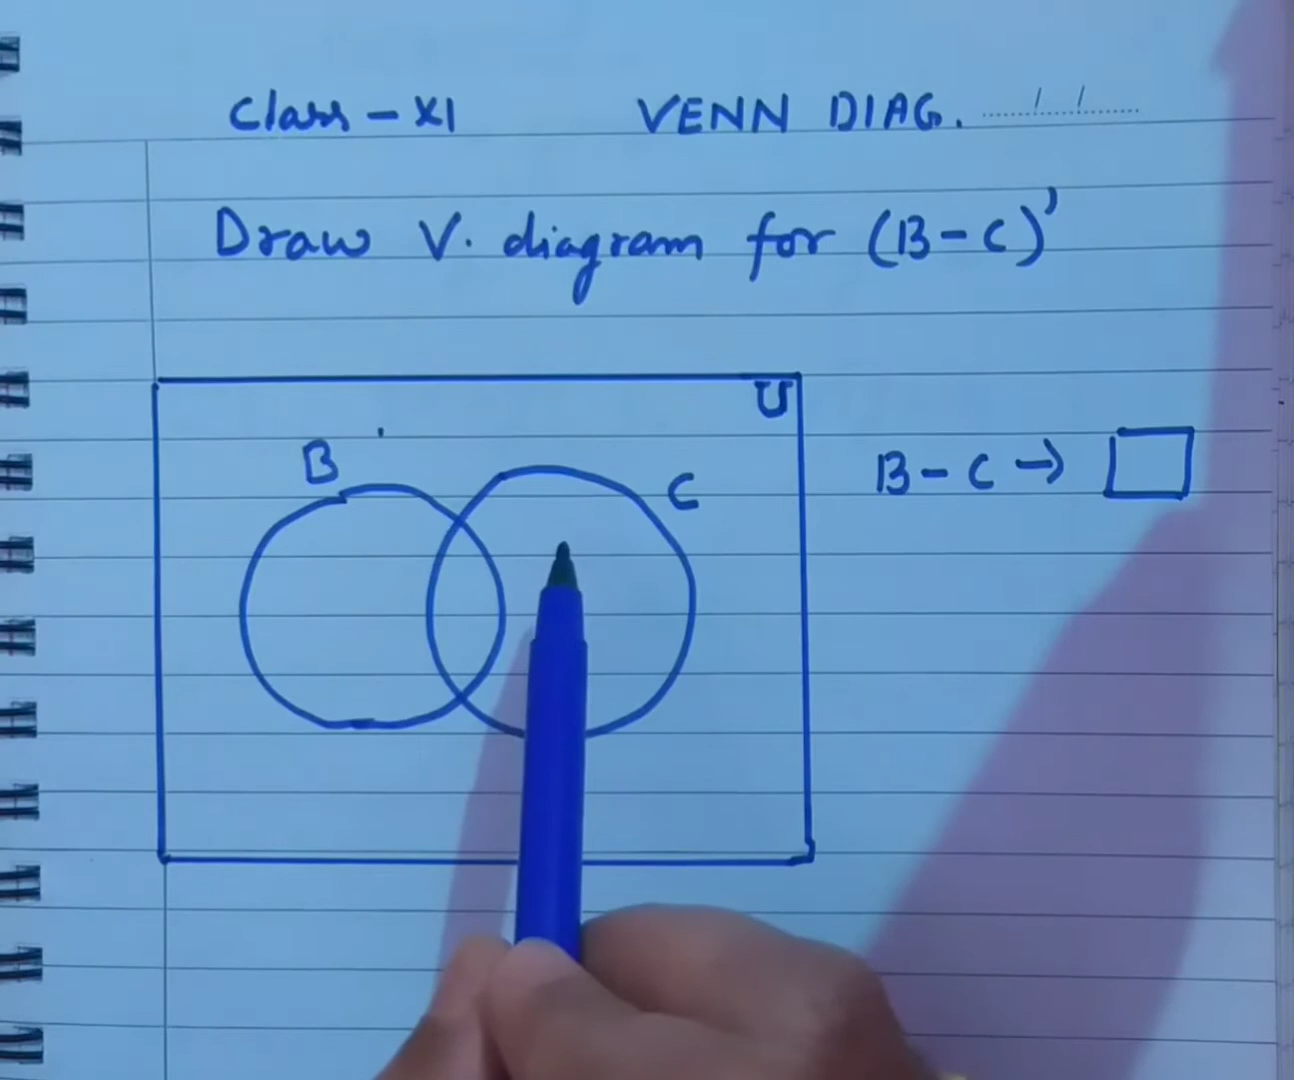 Class - XI VENN DIAG.
Draw V. diagram for (B-C)'
U
B
C
B - C →